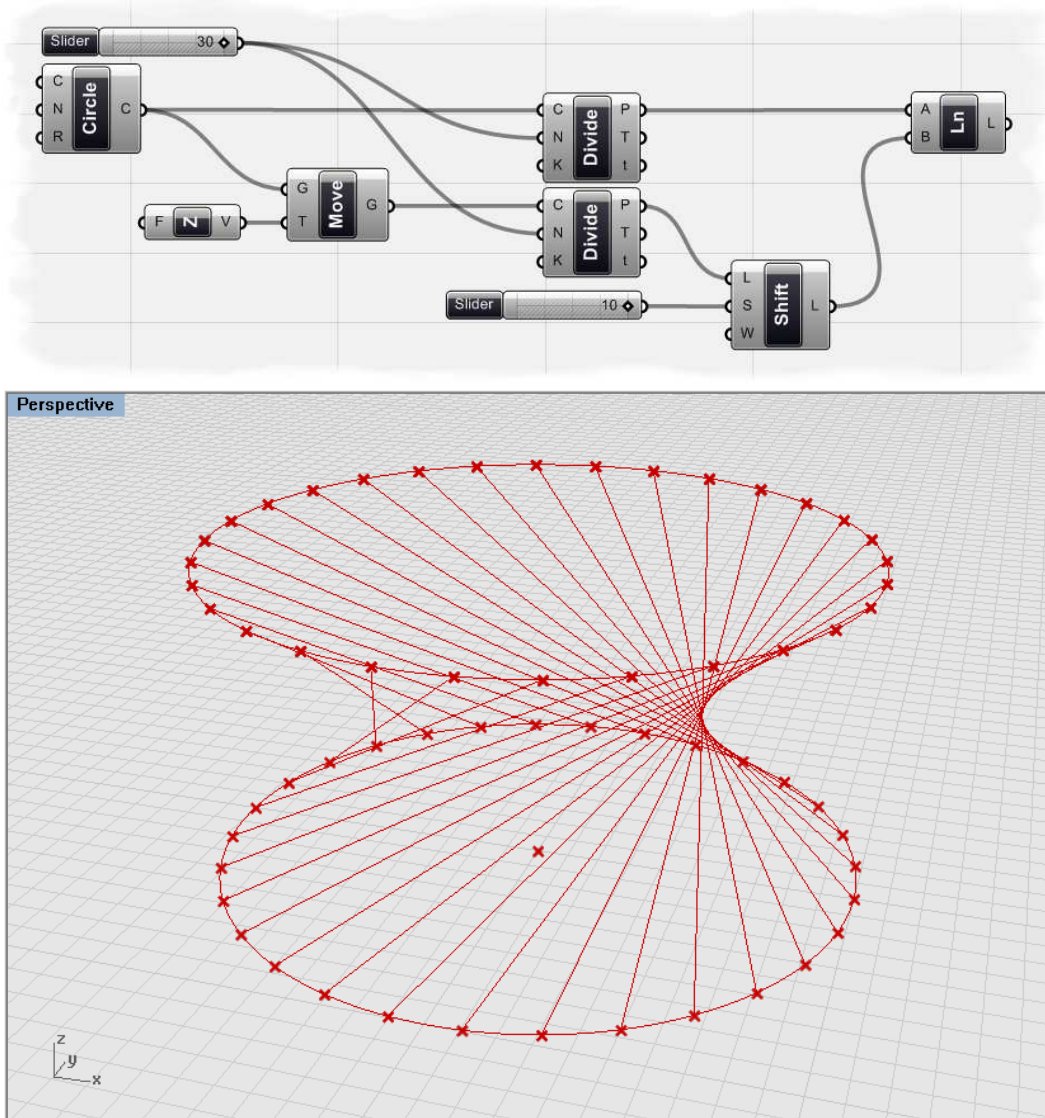 Slider 30
C N R Circle C
C N K Divide P T t
A B Ln L
G T Move G
F Z V
C N K Divide P T t
Slider 10
L S W Shift L
Perspective
z
y
x